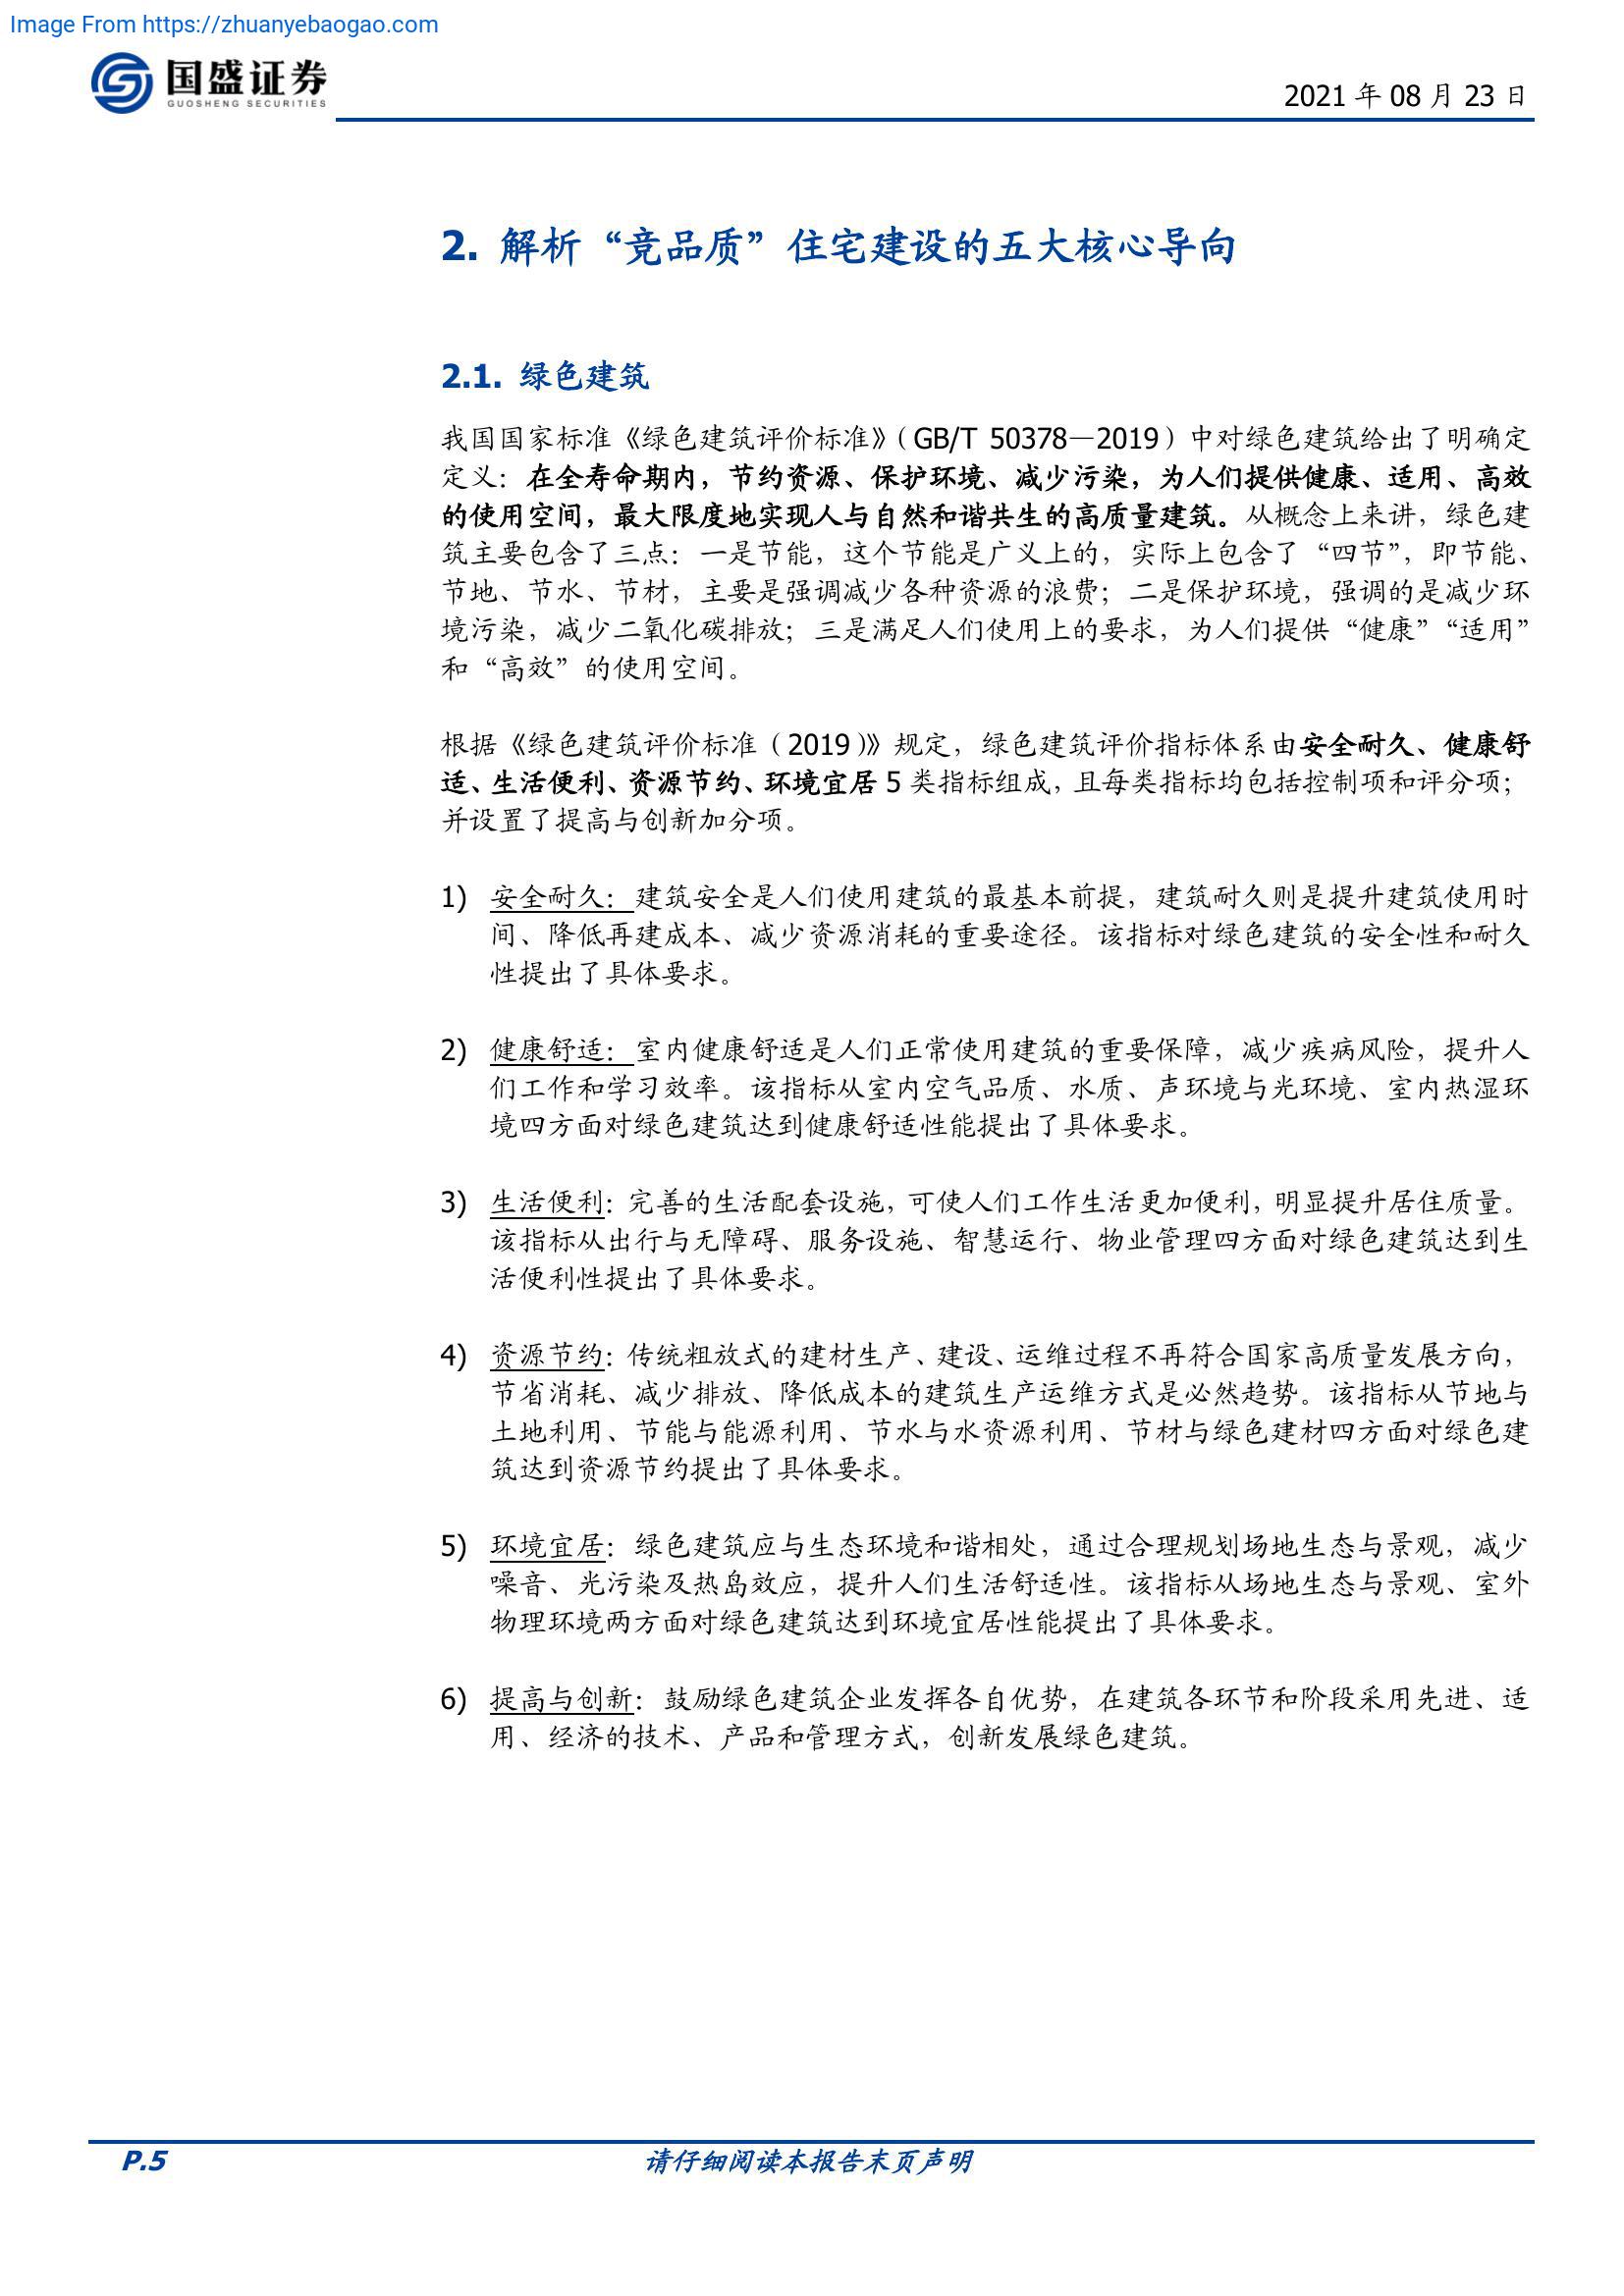 Image From https://zhuanyebaogao.com
国盛证券
GUOSHENG SECURITIES
2021 年 08 月 23 日
2. 解析“竞品质”住宅建设的五大核心导向
2.1. 绿色建筑
我国国家标准《绿色建筑评价标准》（GB/T 50378—2019）中对绿色建筑给出了明确定
定义：在全寿命期内，节约资源、保护环境、减少污染，为人们提供健康、适用、高效
的使用空间，最大限度地实现人与自然和谐共生的高质量建筑。从概念上来讲，绿色建
筑主要包含了三点：一是节能，这个节能是广义上的，实际上包含了“四节”，即节能、
节地、节水、节材，主要是强调减少各种资源的浪费；二是保护环境，强调的是减少环
境污染，减少二氧化碳排放；三是满足人们使用上的要求，为人们提供“健康”“适用”
和“高效”的使用空间。
根据《绿色建筑评价标准（2019）》规定，绿色建筑评价指标体系由安全耐久、健康舒
适、生活便利、资源节约、环境宜居 5 类指标组成，且每类指标均包括控制项和评分项；
并设置了提高与创新加分项。
1) 安全耐久：建筑安全是人们使用建筑的最基本前提，建筑耐久则是提升建筑使用时
间、降低再建成本、减少资源消耗的重要途径。该指标对绿色建筑的安全性和耐久
性提出了具体要求。
2) 健康舒适：室内健康舒适是人们正常使用建筑的重要保障，减少疾病风险，提升人
们工作和学习效率。该指标从室内空气品质、水质、声环境与光环境、室内热湿环
境四方面对绿色建筑达到健康舒适性能提出了具体要求。
3) 生活便利：完善的生活配套设施，可使人们工作生活更加便利，明显提升居住质量。
该指标从出行与无障碍、服务设施、智慧运行、物业管理四方面对绿色建筑达到生
活便利性提出了具体要求。
4) 资源节约：传统粗放式的建材生产、建设、运维过程不再符合国家高质量发展方向，
节省消耗、减少排放、降低成本的建筑生产运维方式是必然趋势。该指标从节地与
土地利用、节能与能源利用、节水与水资源利用、节材与绿色建材四方面对绿色建
筑达到资源节约提出了具体要求。
5) 环境宜居：绿色建筑应与生态环境和谐相处，通过合理规划场地生态与景观，减少
噪音、光污染及热岛效应，提升人们生活舒适性。该指标从场地生态与景观、室外
物理环境两方面对绿色建筑达到环境宜居性能提出了具体要求。
6) 提高与创新：鼓励绿色建筑企业发挥各自优势，在建筑各环节和阶段采用先进、适
用、经济的技术、产品和管理方式，创新发展绿色建筑。
P.5
请仔细阅读本报告末页声明